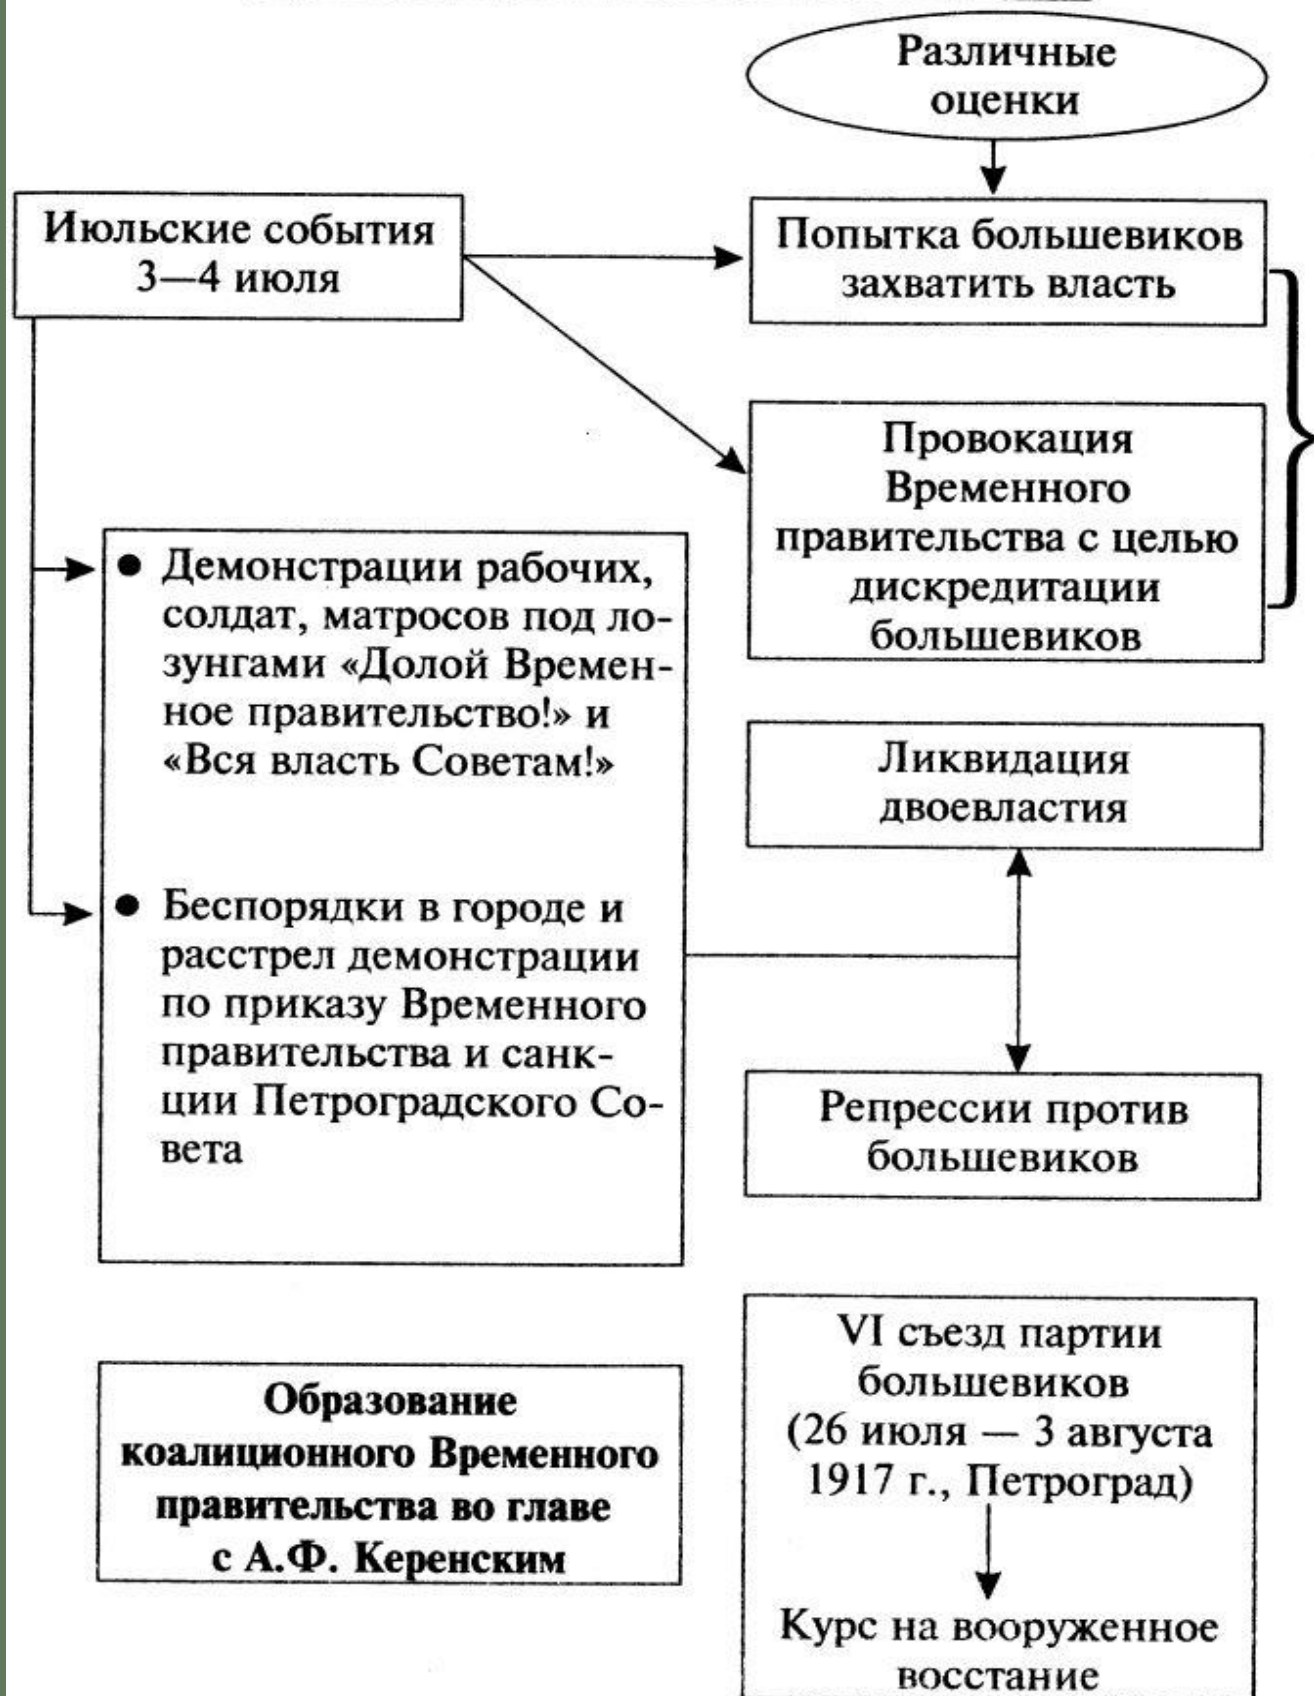 Различные
оценки
Июльские события
3—4 июля
Попытка большевиков
захватить власть
Провокация
Временного
правительства с целью
дискредитации
большевиков
● Демонстрации рабочих,
солдат, матросов под ло-
зунгами «Долой Времен-
ное правительство!» и
«Вся власть Советам!»
● Беспорядки в городе и
расстрел демонстрации
по приказу Временного
правительства и санк-
ции Петроградского Со-
вета
Ликвидация
двоевластия
Репрессии против
большевиков
Образование
коалиционного Временного
правительства во главе
с А.Ф. Керенским
VI съезд партии
большевиков
(26 июля — 3 августа
1917 г., Петроград)
Курс на вооруженное
восстание